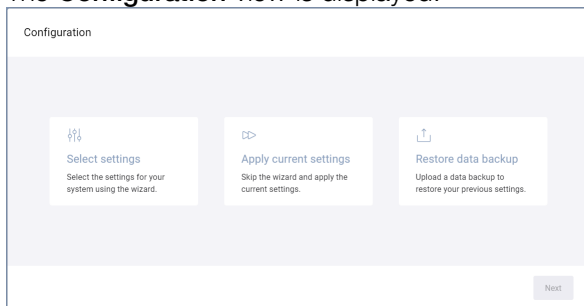 The Configuration view is displayed.
Configuration
Select settings
Select the settings for your
system using the wizard.
Apply current settings
Skip the wizard and apply the
current settings.
Restore data backup
Upload a data backup to
restore your previous settings.
Next